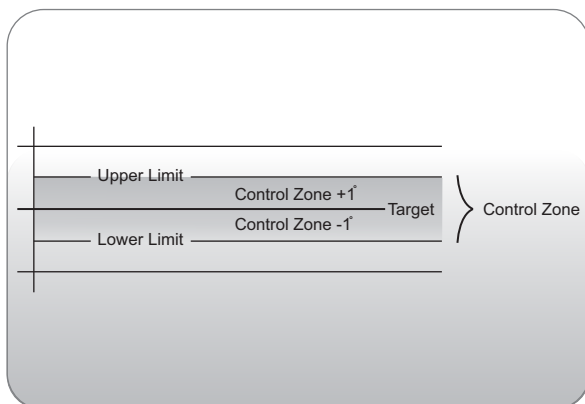 Upper Limit
Control Zone +1°
Target
Control Zone
Control Zone -1°
Lower Limit